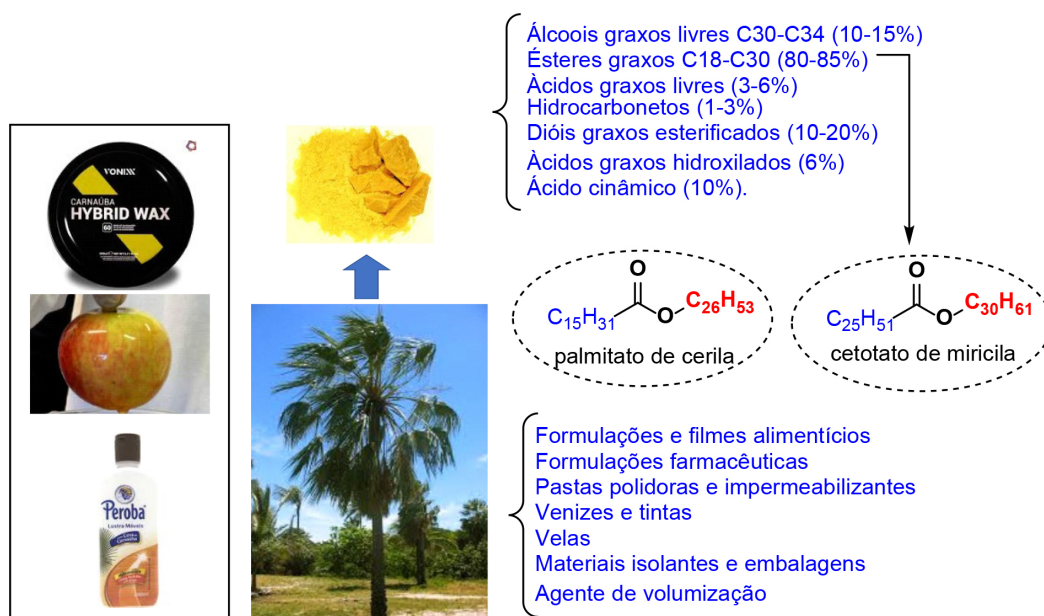 Álcoois graxos livres C30-C34 (10-15%)
Ésteres graxos C18-C30 (80-85%)
Àcidos graxos livres (3-6%)
Hidrocarbonetos (1-3%)
Dióis graxos esterificados (10-20%)
Àcidos graxos hidroxilados (6%)
Ácido cinâmico (10%).
VONIXX
CARNAÚBA
HYBRID WAX
60
O
C15H31
O
C26H53
palmitato de cerila
O
C25H51
O
C30H61
cetotato de miricila
Peroba
Lustra Móveis
Formulações e filmes alimentícios
Formulações farmacêuticas
Pastas polidoras e impermeabilizantes
Venizes e tintas
Velas
Materiais isolantes e embalagens
Agente de volumização